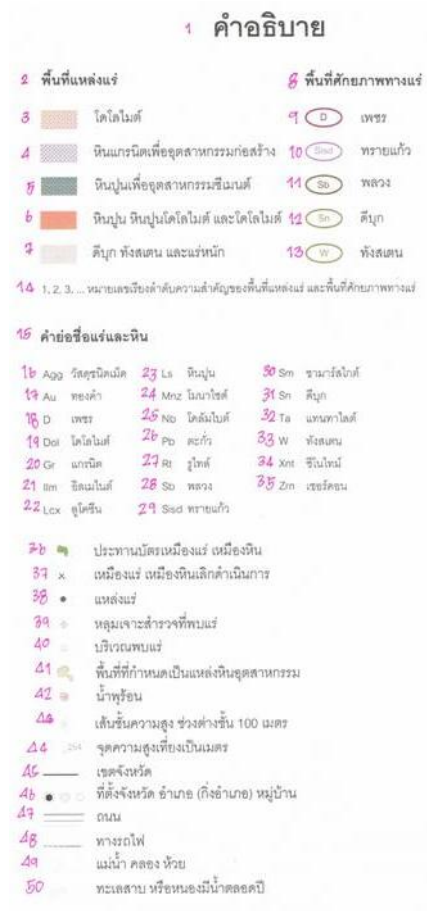 1 คำอธิบาย
2 พื้นที่แหล่งแร่
3 โดโลไมต์
4 หินแกรนิตเพื่ออุตสาหกรรมก่อสร้าง
5 หินปูนเพื่ออุตสาหกรรมซีเมนต์
6 หินปูน หินปูนโดโลไมต์ และโดโลไมต์
7 ดีบุก ทังสเตน และแร่หนัก
8 พื้นที่ศักยภาพทางแร่
9 D เพชร
10 Sisd ทรายแก้ว
11 Sb พลวง
12 Sn ดีบุก
13 W ทังสเตน
14 1, 2, 3, ... หมายเลขเรียงลำดับความสำคัญของพื้นที่แหล่งแร่ และพื้นที่ศักยภาพทางแร่
15 คำย่อชื่อแร่และหิน
16 Agg วัสดุชนิดเม็ด
17 Au ทองคำ
18 D เพชร
19 Dol โดโลไมต์
20 Gr แกรนิต
21 Ilm อิลเมไนต์
22 Lcx ลูโคซีน
23 Ls หินปูน
24 Mnz โมนาไซต์
25 Nb โคลัมไบต์
26 Pb ตะกั่ว
27 Rt รูไทล์
28 Sb พลวง
29 Sisd ทรายแก้ว
30 Sm ซามาร์สไกต์
31 Sn ดีบุก
32 Ta แทนทาไลต์
33 W ทังสเตน
34 Xnt ซีโนไทม์
35 Zrn เซอร์คอน
36 ประทานบัตรเหมืองแร่ เหมืองหิน
37 x เหมืองแร่ เหมืองหินเลิกดำเนินการ
38 แหล่งแร่
39 หลุมเจาะสำรวจที่พบแร่
40 บริเวณพบแร่
41 พื้นที่ที่กำหนดเป็นแหล่งหินอุตสาหกรรม
42 น้ำพุร้อน
43 เส้นชั้นความสูง ช่วงต่างชั้น 100 เมตร
44 .254 จุดความสูงเที่ยงเป็นเมตร
45 เขตจังหวัด
46 ที่ตั้งจังหวัด อำเภอ (กิ่งอำเภอ) หมู่บ้าน
47 ถนน
48 ทางรถไฟ
49 แม่น้ำ คลอง ห้วย
50 ทะเลสาบ หรือหนองมีน้ำตลอดปี